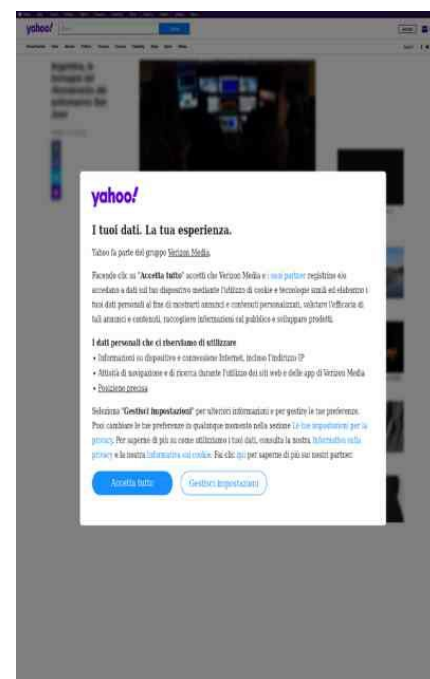 yahoo!
yahoo!
I tuoi dati. La tua esperienza.
Yahoo fa parte del gruppo Verizon Media.
Facendo clic su "Accetta tutto" accetti che Verizon Media e i suoi partner registrino e/o
accedano a dati sul tuo dispositivo mediante l'utilizzo di cookie e tecnologie simili ed elaborino i
tuoi dati personali al fine di mostrarti annunci e contenuti personalizzati, valutare l'efficacia di
tali annunci e contenuti, raccogliere informazioni sul pubblico e sviluppare prodotti.
I dati personali che ci riserviamo di utilizzare
• Informazioni su dispositivo e connessione Internet, incluso l'indirizzo IP
• Attività di navigazione e di ricerca durante l'utilizzo dei siti web e delle app di Verizon Media
• Posizione precisa
Seleziona "Gestisci impostazioni" per ulteriori informazioni e per gestire le tue preferenze.
Puoi cambiare le tue preferenze in qualunque momento nella sezione Le tue impostazioni per la
privacy. Per saperne di più su come utilizziamo i tuoi dati, consulta la nostra Informativa sulla
privacy e la nostra Informativa sui cookie. Fai clic qui per saperne di più sui nostri partner.
Accetta tutto
Gestisci impostazioni